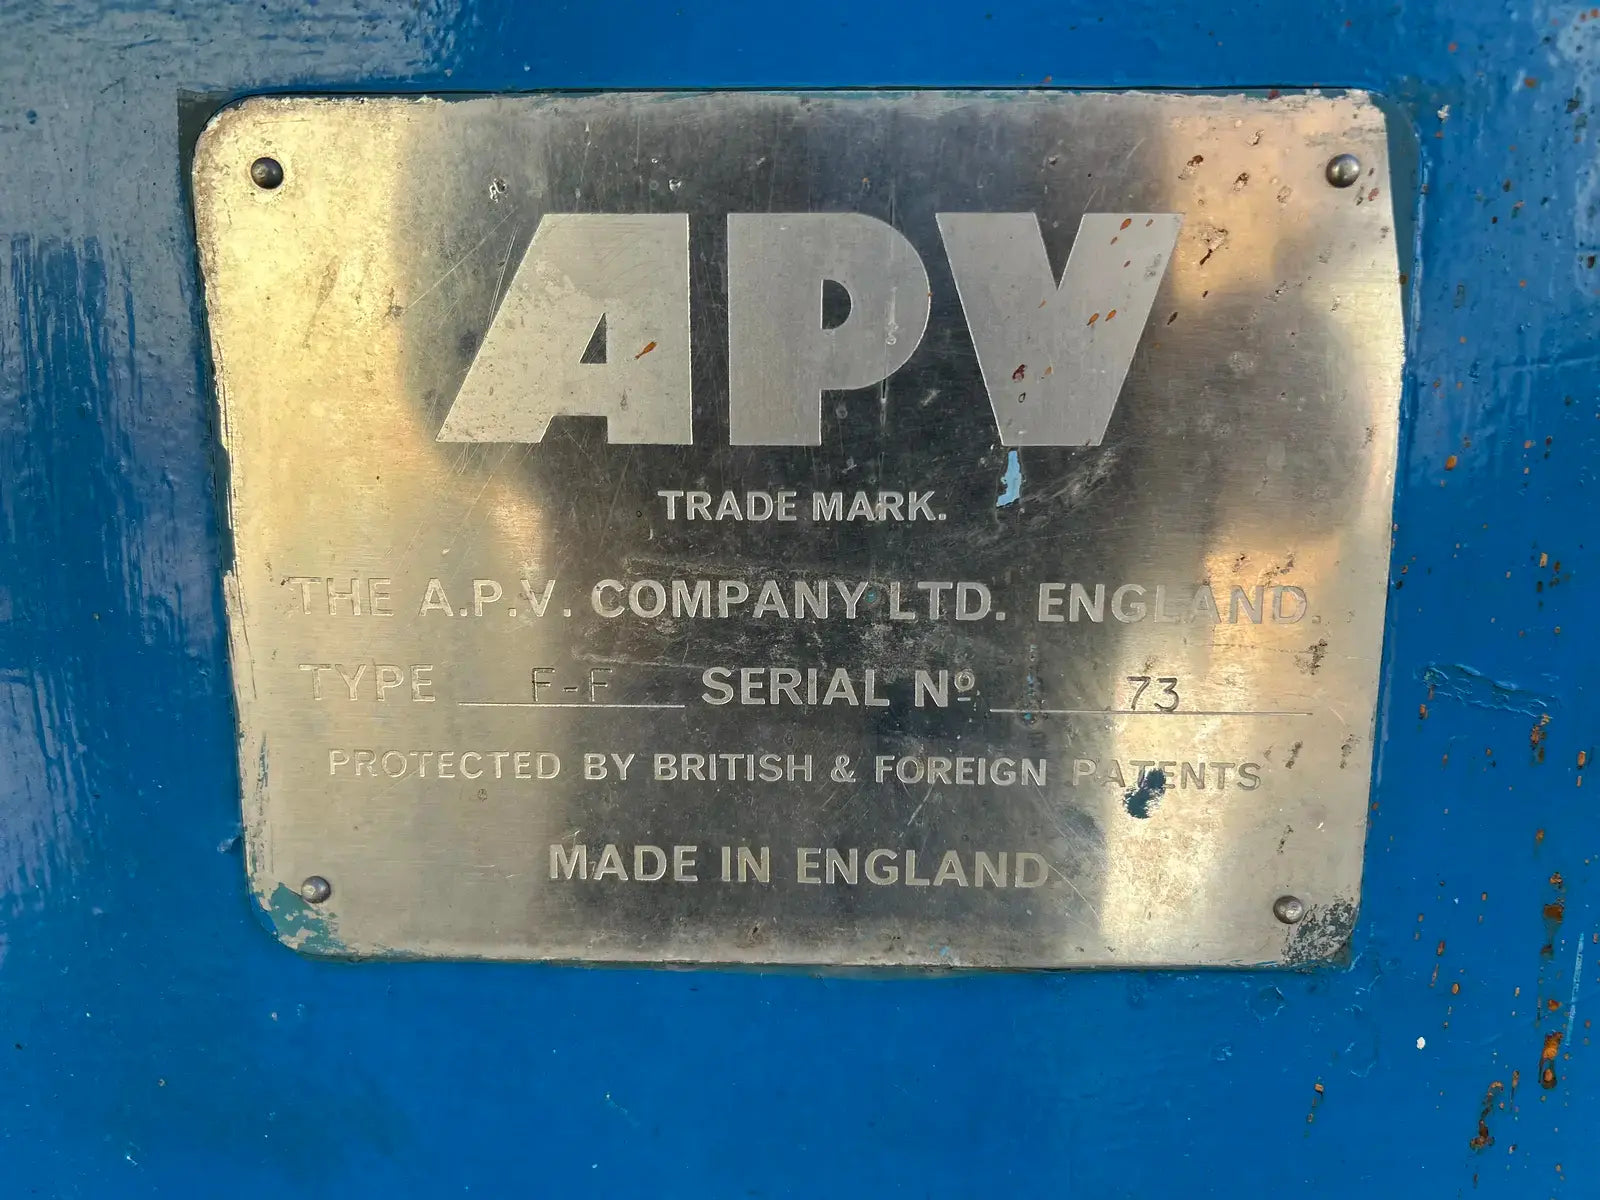 APV
TRADE MARK.
THE A.P.V. COMPANY LTD. ENGLAND.
TYPE F-F SERIAL Nº 73
PROTECTED BY BRITISH & FOREIGN PATENTS
MADE IN ENGLAND.